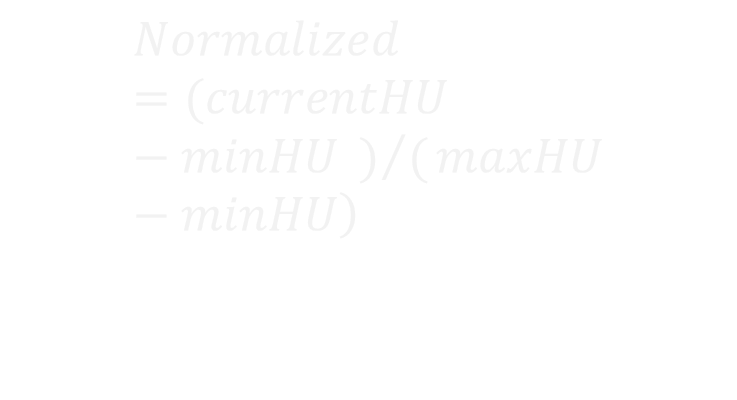 Normalized
= (currentHU
− minHU )/(maxHU
− minHU)